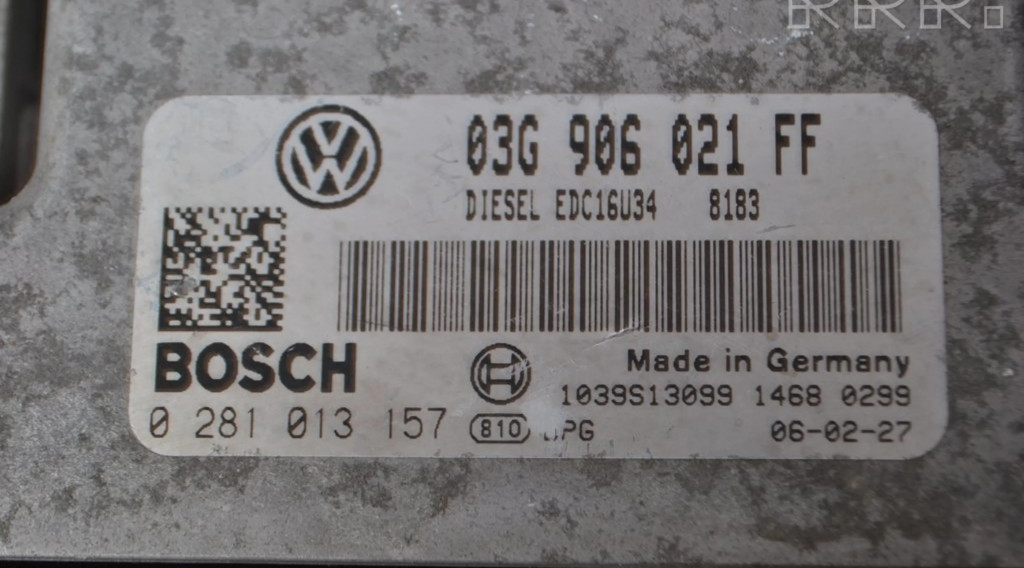 RRR.
03G 906 021 FF
DIESEL EDC16U34 8183
BOSCH
Made in Germany
1039S13099 1468 0299
0 281 013 157 810
06-02-27